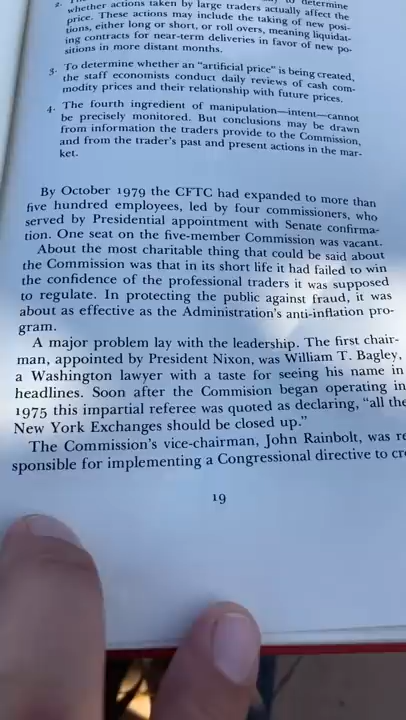 2. to determine
whether actions taken by large traders actually affect the
price. These actions may include the taking of new posi-
tions, either long or short, or roll overs, meaning liquidat-
ing contracts for near-term deliveries in favor of new po-
sitions in more distant months.
3. To determine whether an “artificial price” is being created,
the staff economists conduct daily reviews of cash com-
modity prices and their relationship with future prices.
4. The fourth ingredient of manipulation—intent—cannot
be precisely monitored. But conclusions may be drawn
from information the traders provide to the Commission,
and from the trader’s past and present actions in the mar-
ket.
By October 1979 the CFTC had expanded to more than
five hundred employees, led by four commissioners, who
served by Presidential appointment with Senate confirma-
tion. One seat on the five-member Commission was vacant.
About the most charitable thing that could be said about
the Commission was that in its short life it had failed to win
the confidence of the professional traders it was supposed
to regulate. In protecting the public against fraud, it was
about as effective as the Administration’s anti-inflation pro-
gram.
A major problem lay with the leadership. The first chair-
man, appointed by President Nixon, was William T. Bagley,
a Washington lawyer with a taste for seeing his name in
headlines. Soon after the Commision began operating in
1975 this impartial referee was quoted as declaring, “all the
New York Exchanges should be closed up.”
The Commission’s vice-chairman, John Rainbolt, was re
sponsible for implementing a Congressional directive to cre
19